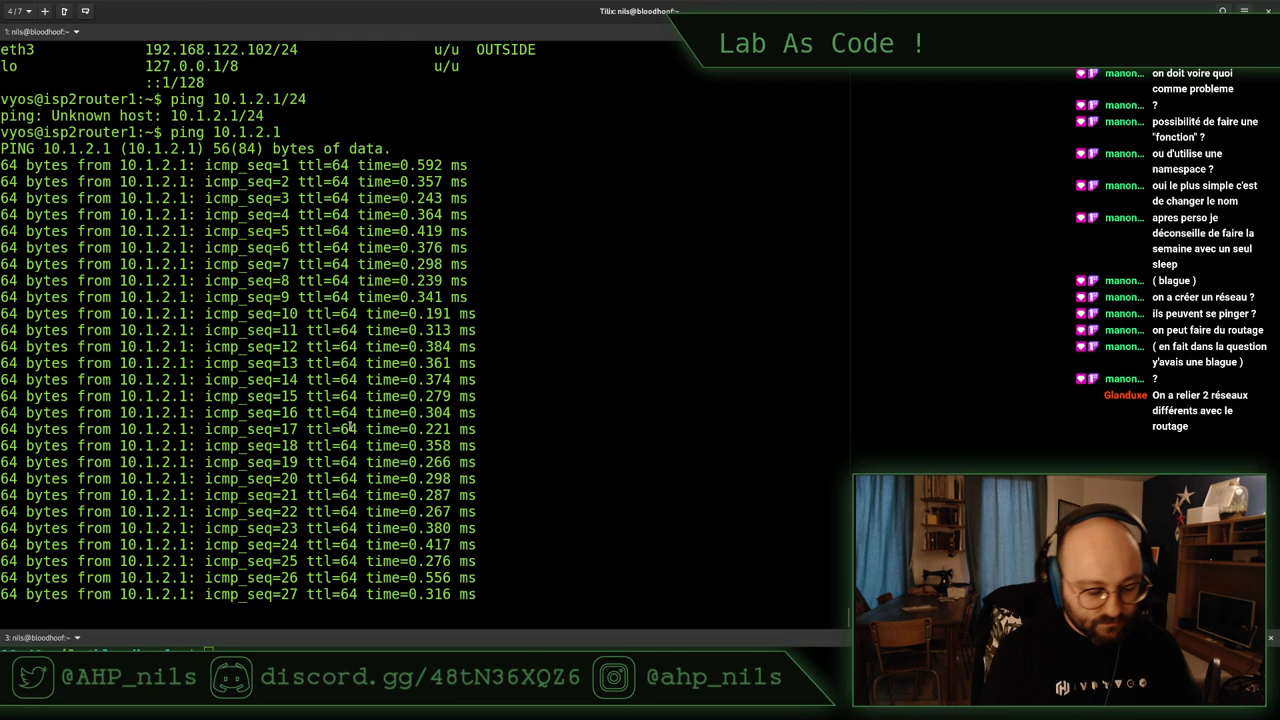 4 / 7
Tilix: nils@bloodhoof:~
1: nils@bloodhoof:~
Lab As Code !
eth3 192.168.122.102/24 u/u OUTSIDE
lo 127.0.0.1/8 u/u
::1/128
vyos@isp2router1:~$ ping 10.1.2.1/24
ping: Unknown host: 10.1.2.1/24
vyos@isp2router1:~$ ping 10.1.2.1
PING 10.1.2.1 (10.1.2.1) 56(84) bytes of data.
64 bytes from 10.1.2.1: icmp_seq=1 ttl=64 time=0.592 ms
64 bytes from 10.1.2.1: icmp_seq=2 ttl=64 time=0.357 ms
64 bytes from 10.1.2.1: icmp_seq=3 ttl=64 time=0.243 ms
64 bytes from 10.1.2.1: icmp_seq=4 ttl=64 time=0.364 ms
64 bytes from 10.1.2.1: icmp_seq=5 ttl=64 time=0.419 ms
64 bytes from 10.1.2.1: icmp_seq=6 ttl=64 time=0.376 ms
64 bytes from 10.1.2.1: icmp_seq=7 ttl=64 time=0.298 ms
64 bytes from 10.1.2.1: icmp_seq=8 ttl=64 time=0.239 ms
64 bytes from 10.1.2.1: icmp_seq=9 ttl=64 time=0.341 ms
64 bytes from 10.1.2.1: icmp_seq=10 ttl=64 time=0.191 ms
64 bytes from 10.1.2.1: icmp_seq=11 ttl=64 time=0.313 ms
64 bytes from 10.1.2.1: icmp_seq=12 ttl=64 time=0.384 ms
64 bytes from 10.1.2.1: icmp_seq=13 ttl=64 time=0.361 ms
64 bytes from 10.1.2.1: icmp_seq=14 ttl=64 time=0.374 ms
64 bytes from 10.1.2.1: icmp_seq=15 ttl=64 time=0.279 ms
64 bytes from 10.1.2.1: icmp_seq=16 ttl=64 time=0.304 ms
64 bytes from 10.1.2.1: icmp_seq=17 ttl=64 time=0.221 ms
64 bytes from 10.1.2.1: icmp_seq=18 ttl=64 time=0.358 ms
64 bytes from 10.1.2.1: icmp_seq=19 ttl=64 time=0.266 ms
64 bytes from 10.1.2.1: icmp_seq=20 ttl=64 time=0.298 ms
64 bytes from 10.1.2.1: icmp_seq=21 ttl=64 time=0.287 ms
64 bytes from 10.1.2.1: icmp_seq=22 ttl=64 time=0.267 ms
64 bytes from 10.1.2.1: icmp_seq=23 ttl=64 time=0.380 ms
64 bytes from 10.1.2.1: icmp_seq=24 ttl=64 time=0.417 ms
64 bytes from 10.1.2.1: icmp_seq=25 ttl=64 time=0.276 ms
64 bytes from 10.1.2.1: icmp_seq=26 ttl=64 time=0.556 ms
64 bytes from 10.1.2.1: icmp_seq=27 ttl=64 time=0.316 ms
3: nils@bloodhoof:~
manon... on doit voire quoi
comme probleme
manon... ?
manon... possibilité de faire une
"fonction" ?
manon... ou d'utilise une
namespace ?
manon... oui le plus simple c'est
de changer le nom
manon... apres perso je
déconseille de faire la
semaine avec un seul
sleep
manon... ( blague )
manon... on a créer un réseau ?
manon... ils peuvent se pinger ?
manon... on peut faire du routage
manon... ( en fait dans la question
y'avais une blague )
manon... ?
Glanduxe On a relier 2 réseaux
différents avec le
routage
@AHP_nils discord.gg/48tN36XQZ6 @ahp_nils